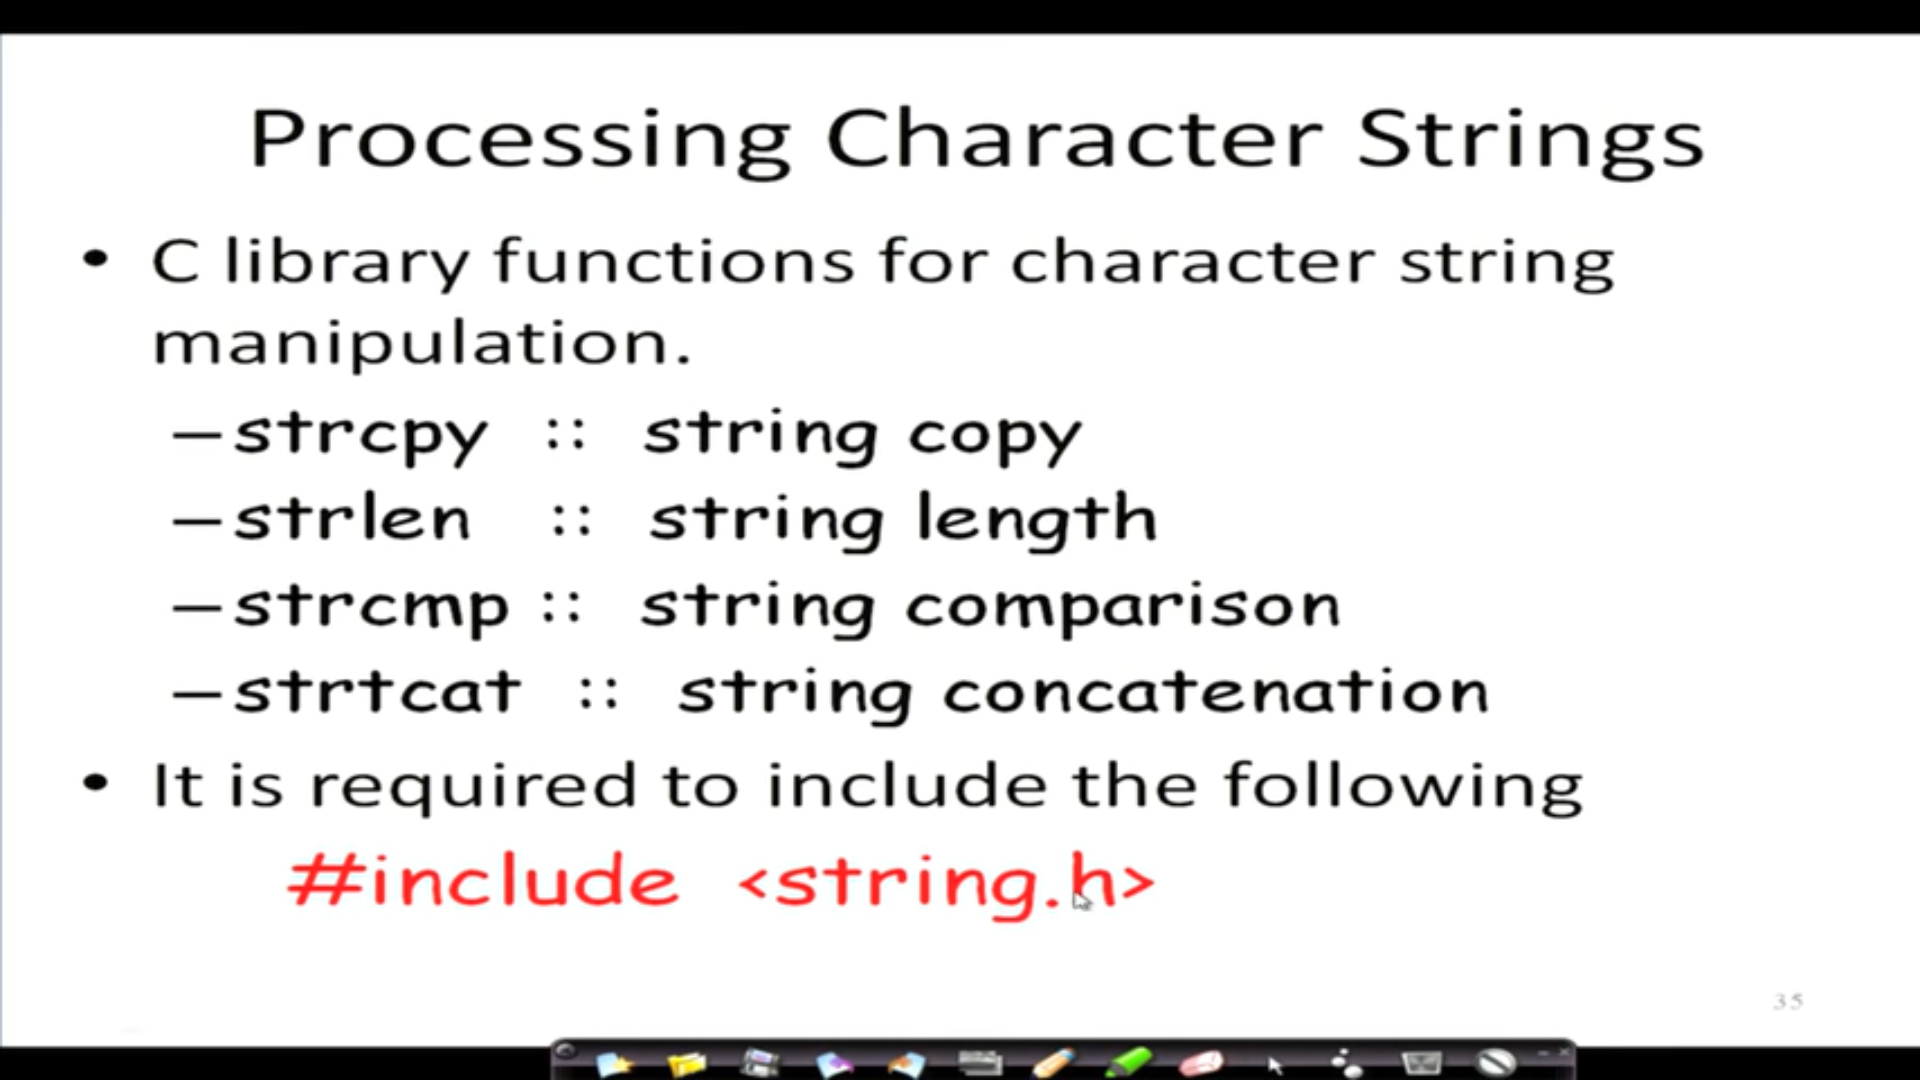 Processing Character Strings
• C library functions for character string
manipulation.
–strcpy :: string copy
–strlen :: string length
–strcmp :: string comparison
–strtcat :: string concatenation
• It is required to include the following
#include <string.h>
35